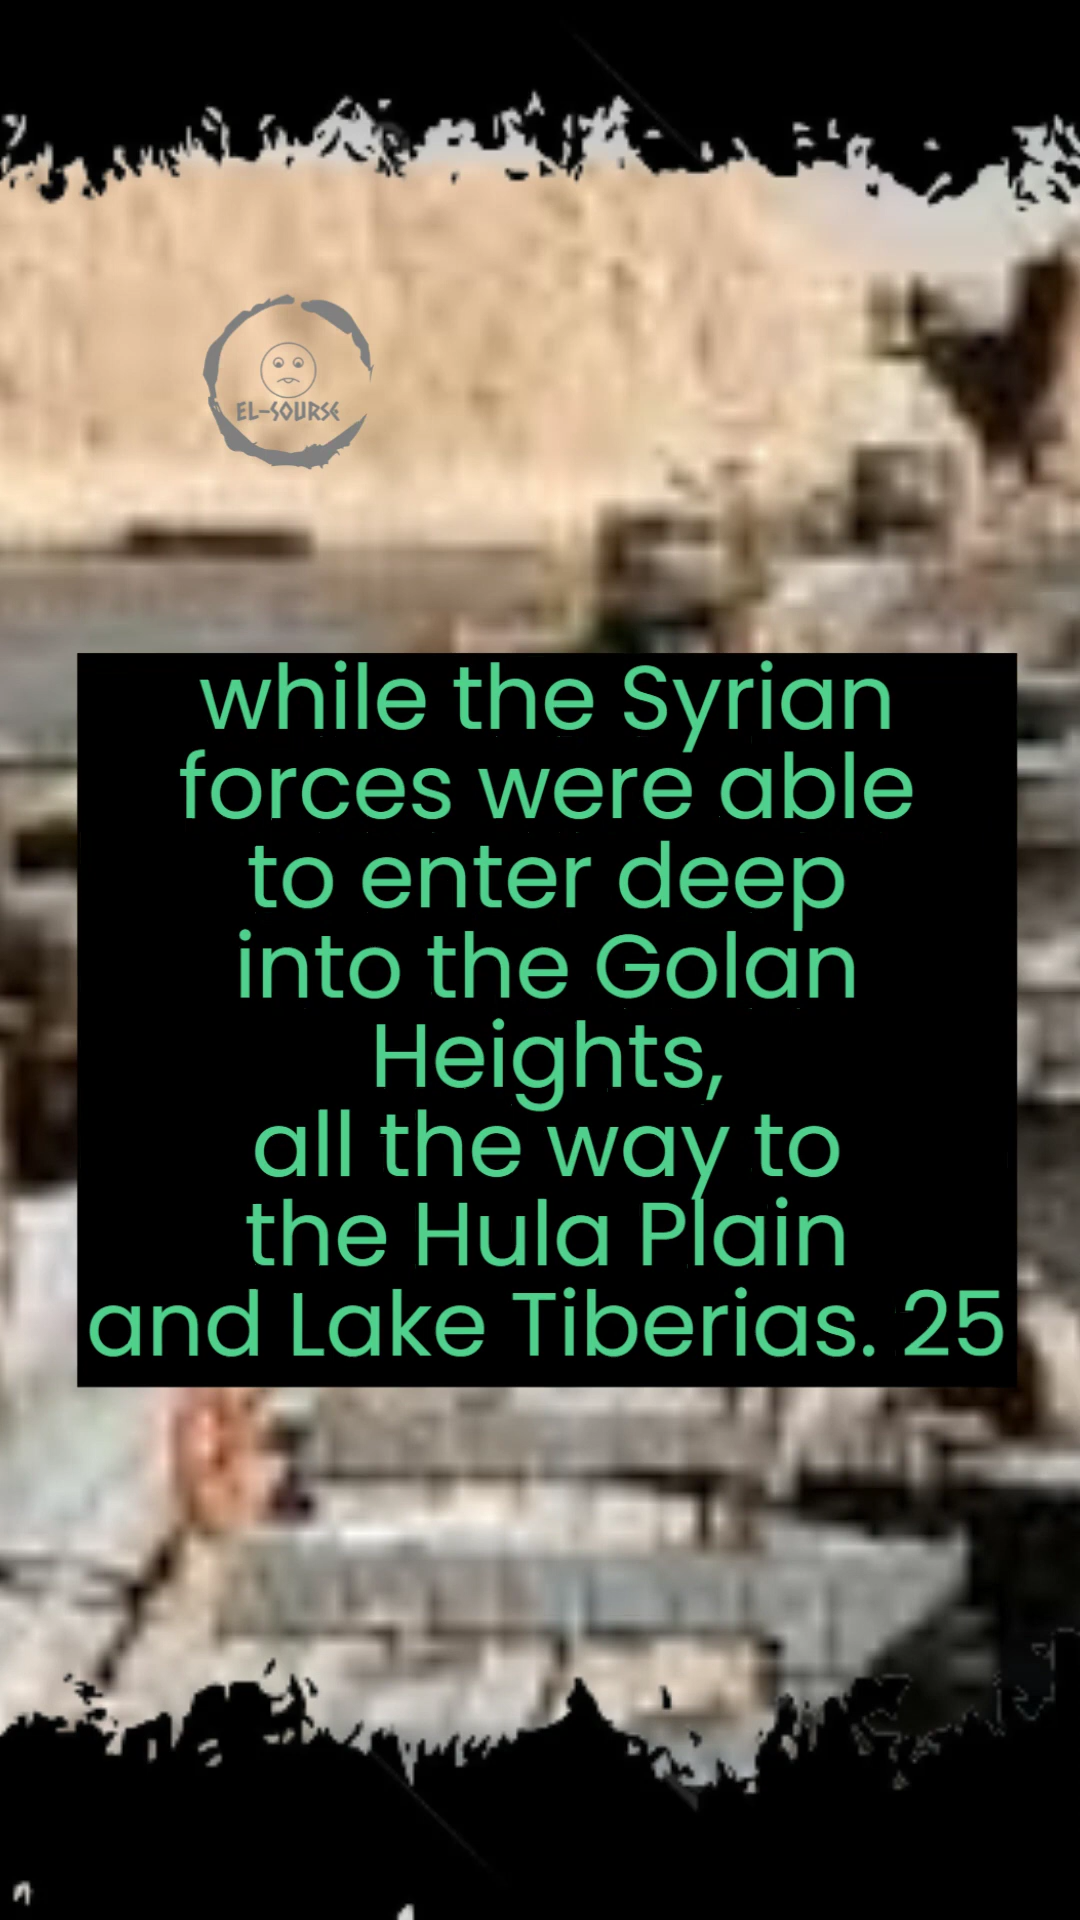 EL-SOURSE
while the Syrian
forces were able
to enter deep
into the Golan
Heights,
all the way to
the Hula Plain
and Lake Tiberias. 25